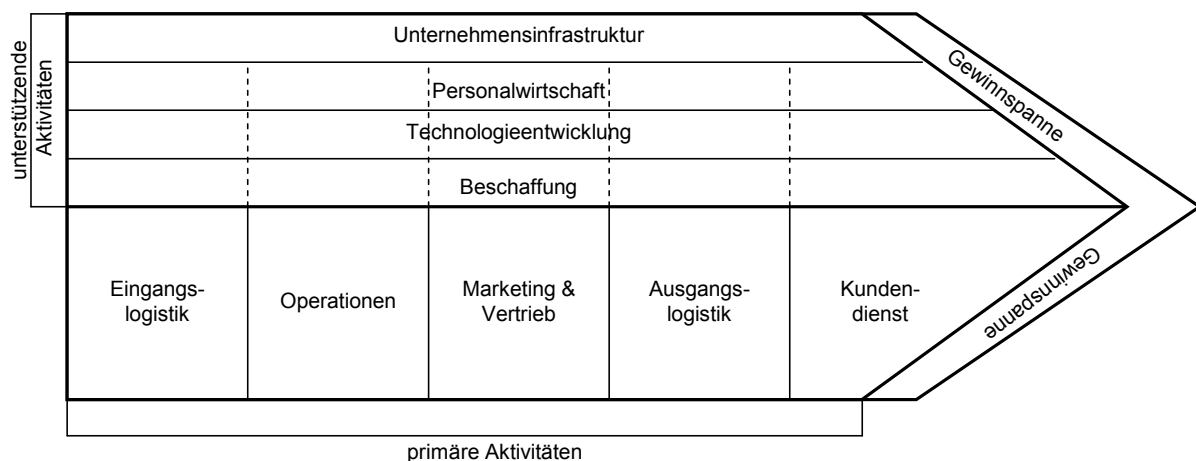 unterstützende
Aktivitäten
Unternehmensinfrastruktur
Personalwirtschaft
Technologieentwicklung
Beschaffung
Gewinnspanne
Eingangs-
logistik
Operationen
Marketing &
Vertrieb
Ausgangs-
logistik
Kunden-
dienst
Gewinnspanne
primäre Aktivitäten